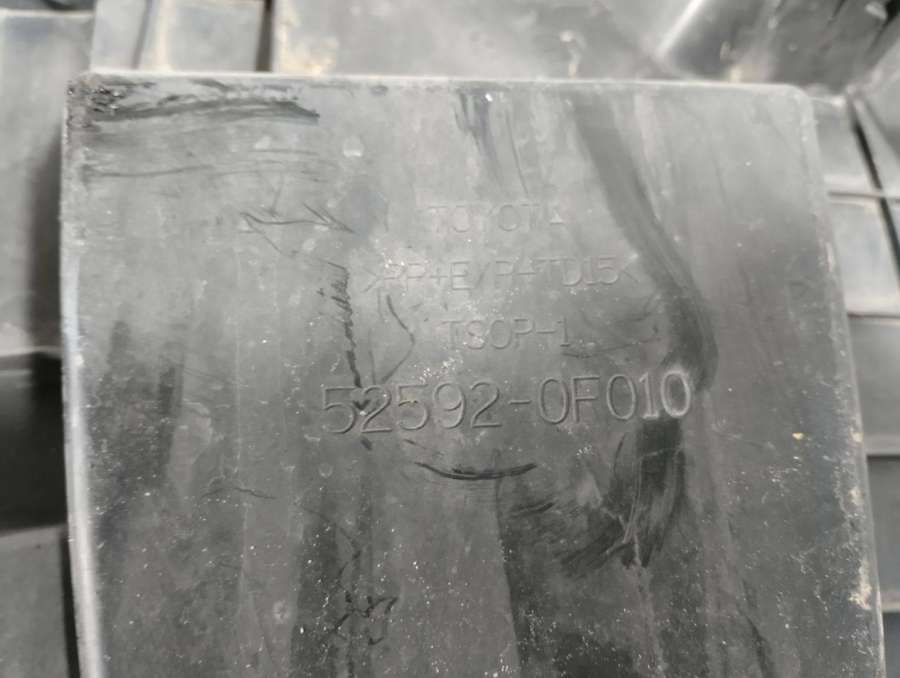 TOYOTA
>PP+E/P-TD15<
TSOP-1
52592-0F010